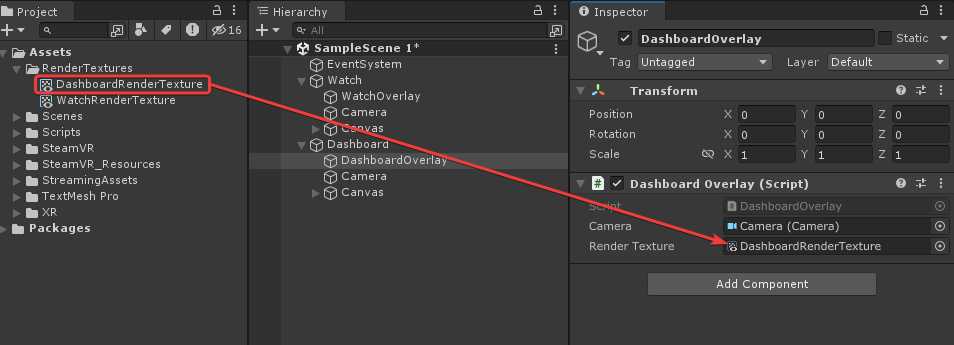 Project
16
Assets
RenderTextures
DashboardRenderTexture
WatchRenderTexture
Scenes
Scripts
SteamVR
SteamVR_Resources
StreamingAssets
TextMesh Pro
XR
Packages
Hierarchy
All
SampleScene 1*
EventSystem
Watch
WatchOverlay
Camera
Canvas
Dashboard
DashboardOverlay
Camera
Canvas
Inspector
DashboardOverlay Static
Tag Untagged Layer Default
Transform
Position X 0 Y 0 Z 0
Rotation X 0 Y 0 Z 0
Scale X 1 Y 1 Z 1
Dashboard Overlay (Script)
Script DashboardOverlay
Camera Camera (Camera)
Render Texture DashboardRenderTexture
Add Component